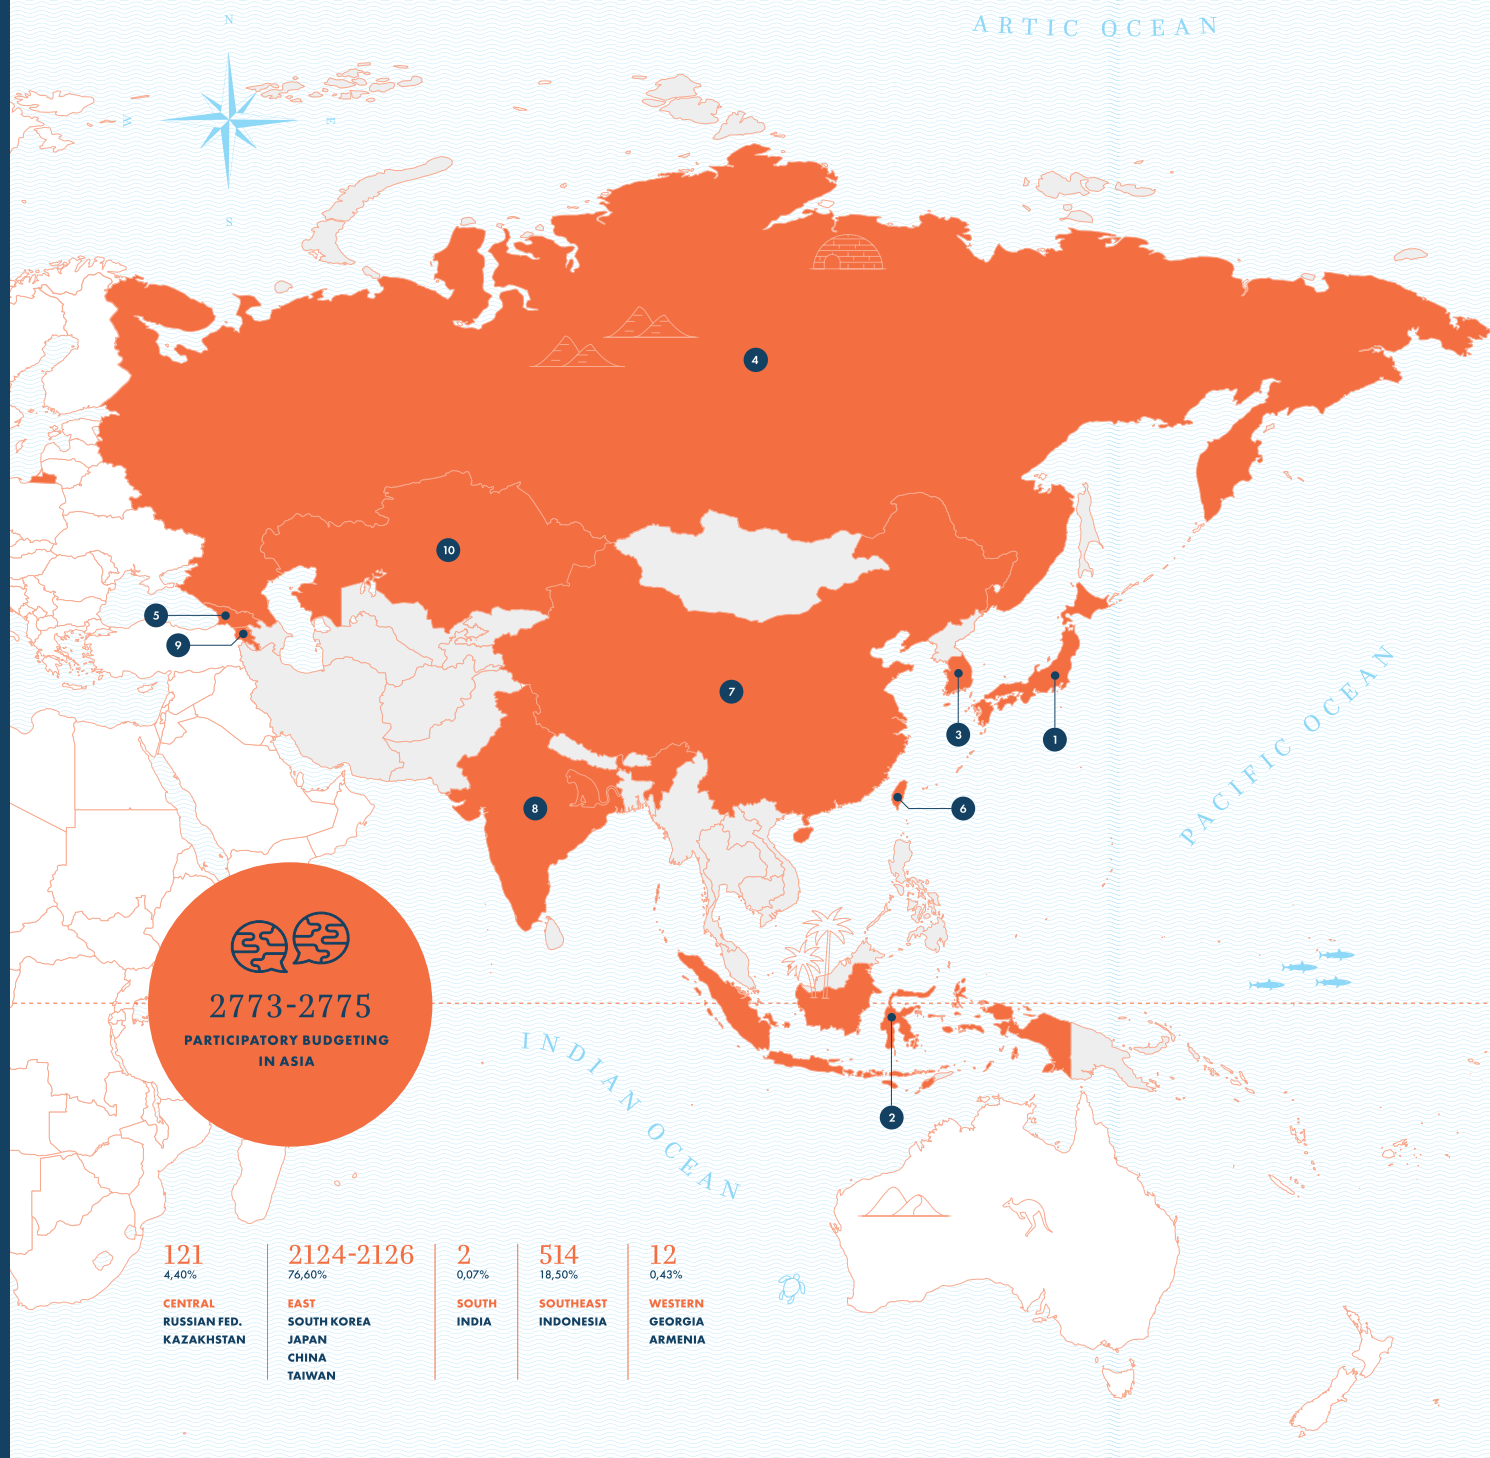 N
ARTIC OCEAN
W
E
S
4
10
5
9
7
3
1
PACIFIC OCEAN
8
6
2773-2775
PARTICIPATORY BUDGETING
IN ASIA
INDIAN OCEAN
2
121
4,40%
CENTRAL
RUSSIAN FED.
KAZAKHSTAN
2124-2126
76,60%
EAST
SOUTH KOREA
JAPAN
CHINA
TAIWAN
2
0,07%
SOUTH
INDIA
514
18,50%
SOUTHEAST
INDONESIA
12
0,43%
WESTERN
GEORGIA
ARMENIA